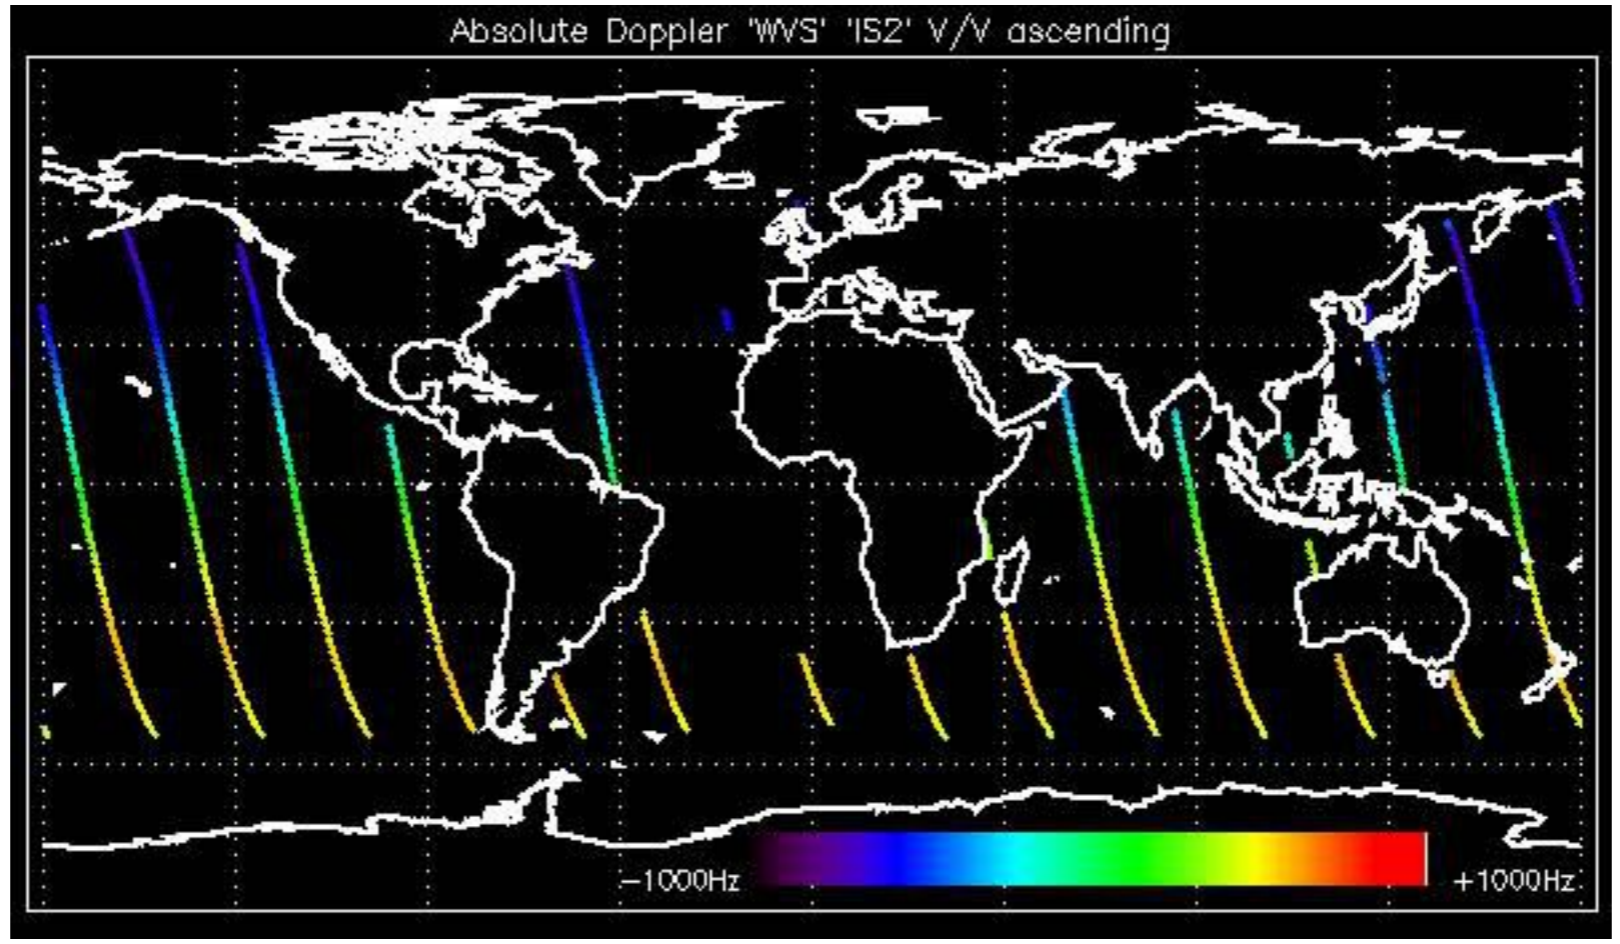 Absolute Doppler 'WVS' 'IS2' V/V ascending
−1000Hz +1000Hz